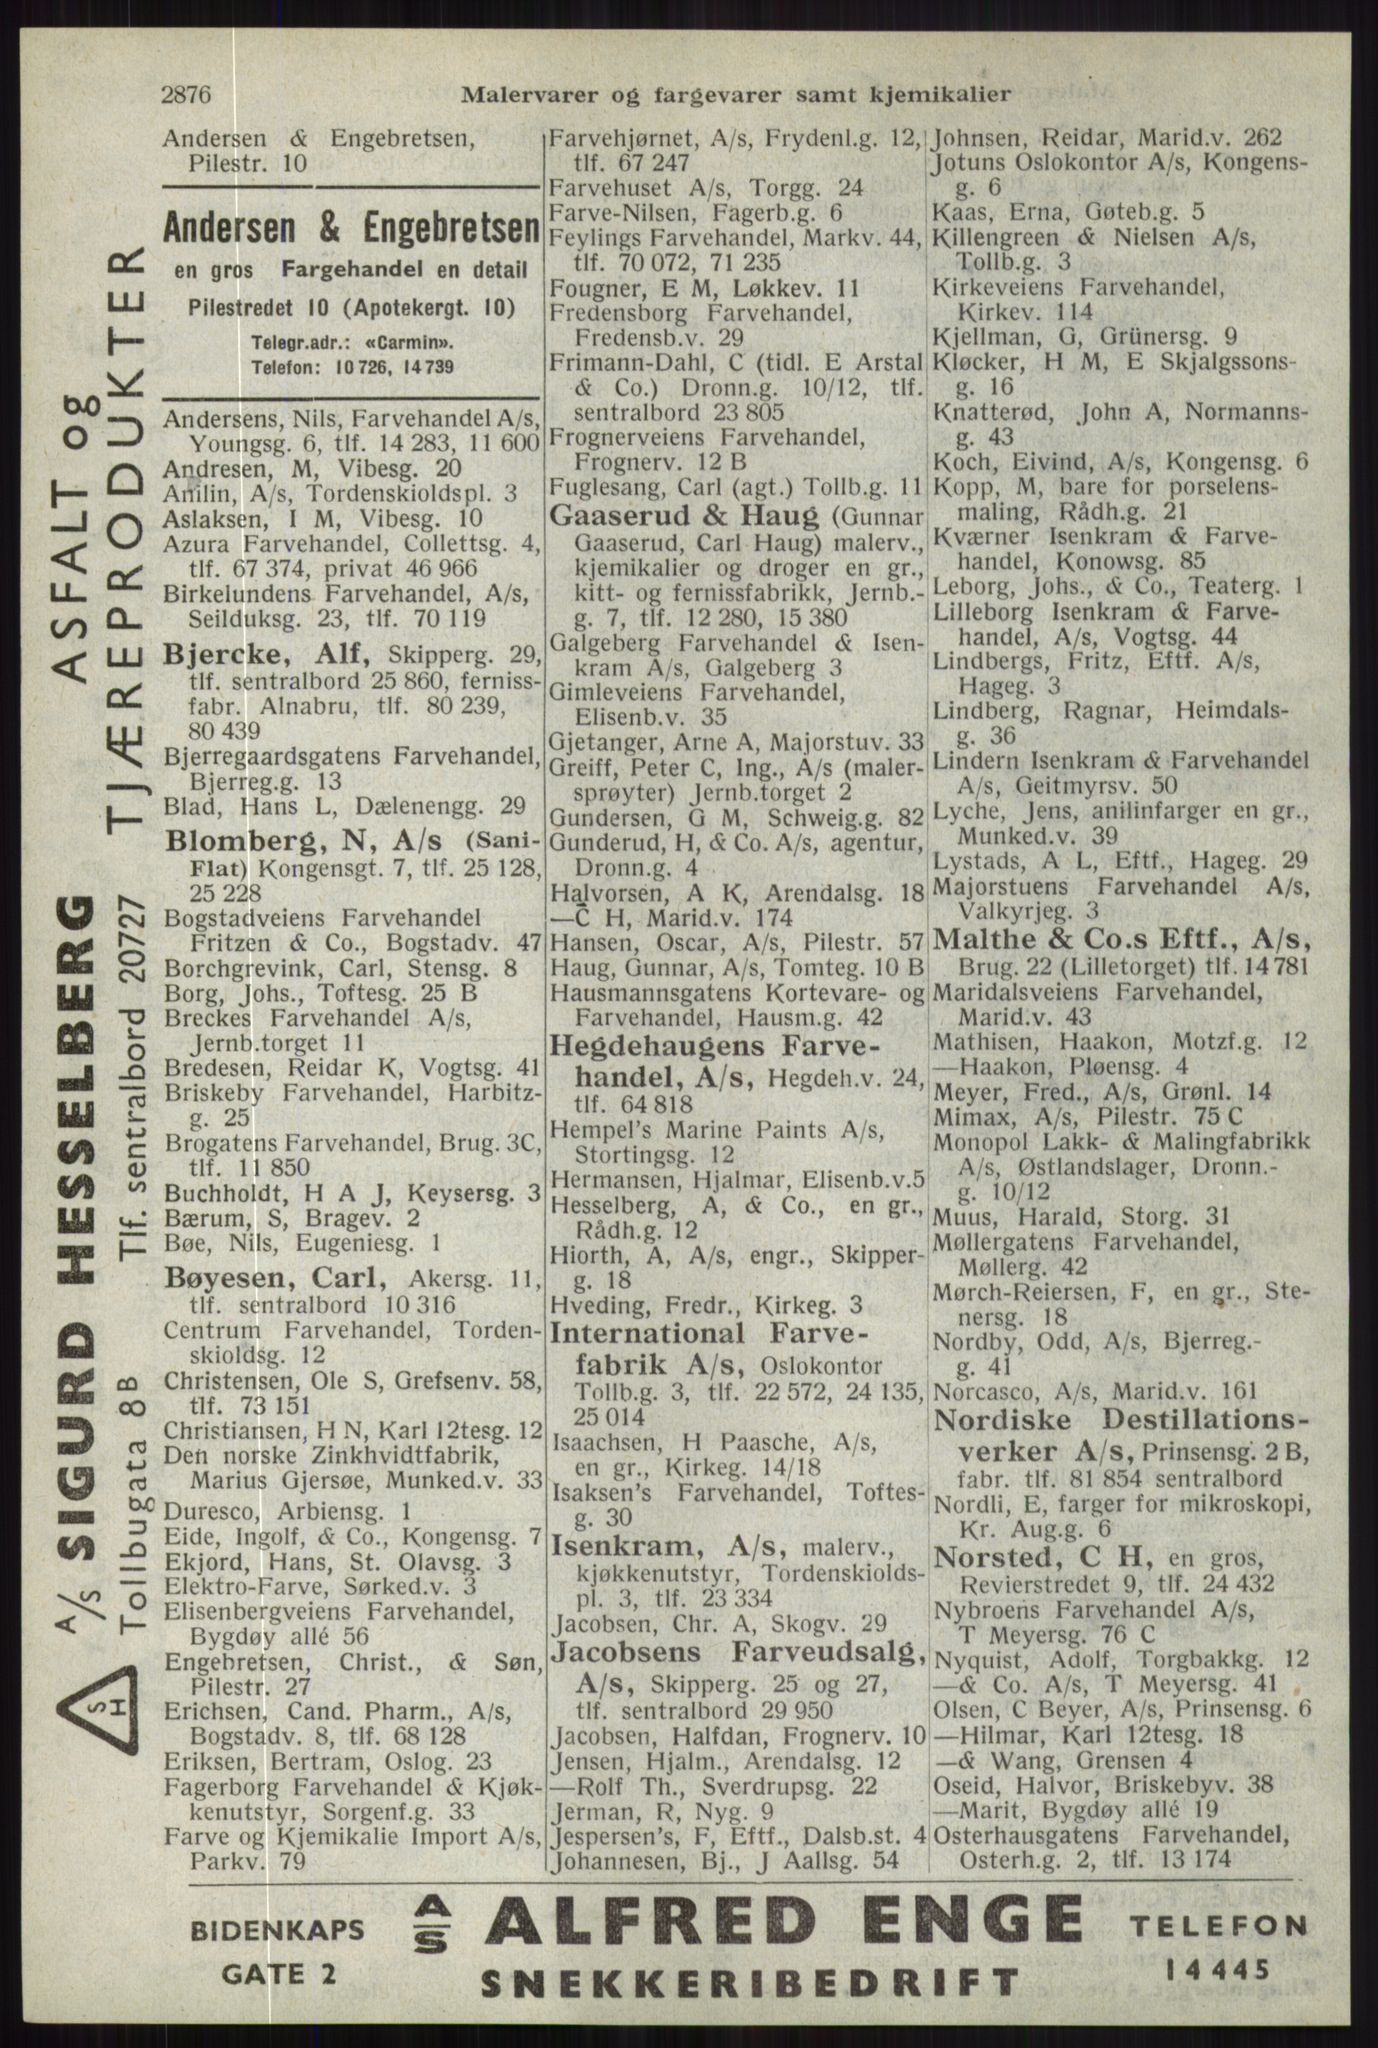 2876
Malervarer og fargevarer samt kjemikalier
Andersen & Engebretsen,
Pilestr. 10
Andersen & Engebretsen
en gros Fargehandel en detail
Pilestredet 10 (Apotekergt. 10)
Telegr.adr.: «Carmin».
Telefon: 10 726, 14 739
Andersens, Nils, Farvehandel A/s,
Youngsg. 6, tlf. 14 283, 11 600
Andresen, M, Vibesg. 20
Anilin, A/s, Tordenskioldspl. 3
Aslaksen, I M, Vibesg. 10
Azura Farvehandel, Collettsg. 4,
tlf. 67 374, privat 46 966
Birkelundens Farvehandel, A/s,
Seilduksg. 23, tlf. 70 119
Bjercke, Alf, Skipperg. 29,
tlf. sentralbord 25 860, ferniss-
fabr. Alnabru, tlf. 80 239,
80 439
Bjerregaardsgatens Farvehandel,
Bjerreg.g. 13
Blad, Hans L, Dælenengg. 29
Blomberg, N, A/s (Sani-
Flat) Kongensgt. 7, tlf. 25 128,
25 228
Bogstadveiens Farvehandel
Fritzen & Co., Bogstadv. 47
Borchgrevink, Carl, Stensg. 8
Borg, Johs., Toftesg. 25 B
Breckes Farvehandel A/s,
Jernb.torget 11
Bredesen, Reidar K, Vogtsg. 41
Briskeby Farvehandel, Harbitz-
g. 25
Brogatens Farvehandel, Brug. 3C,
tlf. 11 850
Buchholdt, H A J, Keysersg. 3
Bærum, S, Bragev. 2
Bøe, Nils, Eugeniesg. 1
Bøyesen, Carl, Akersg. 11,
tlf. sentralbord 10 316
Centrum Farvehandel, Torden-
skioldsg. 12
Christensen, Ole S, Grefsenv. 58,
tlf. 73 151
Christiansen, H N, Karl 12tesg. 12
Den norske Zinkhvidtfabrik,
Marius Gjersøe, Munked.v. 33
Duresco, Arbiensg. 1
Eide, Ingolf, & Co., Kongensg. 7
Ekjord, Hans, St. Olavsg. 3
Elektro-Farve, Sørked.v. 3
Elisenbergveiens Farvehandel,
Bygdøy allé 56
Engebretsen, Christ., & Søn,
Pilestr. 27
Erichsen, Cand. Pharm., A/s,
Bogstadv. 8, tlf. 68 128
Eriksen, Bertram, Oslog. 23
Fagerborg Farvehandel & Kjøk-
kenutstyr, Sorgenf.g. 33
Farve og Kjemikalie Import A/s,
Parkv. 79
Farvehjørnet, A/s, Frydenl.g. 12,
tlf. 67 247
Farvehuset A/s, Torgg. 24
Farve-Nilsen, Fagerb.g. 6
Feylings Farvehandel, Markv. 44,
tlf. 70 072, 71 235
Fougner, E M, Løkkev. 11
Fredensborg Farvehandel,
Fredensb.v. 29
Frimann-Dahl, C (tidl. E Arstal
& Co.) Dronn.g. 10/12, tlf.
sentralbord 23 805
Frognerveiens Farvehandel,
Frognerv. 12 B
Fuglesang, Carl (agt.) Tollb.g. 11
Gaaserud & Haug (Gunnar
Gaaserud, Carl Haug) malerv.,
kjemikalier og droger en gr.,
kitt- og fernissfabrikk, Jernb.-
g. 7, tlf. 12 280, 15 380
Galgeberg Farvehandel & Isen-
kram A/s, Galgeberg 3
Gimleveiens Farvehandel,
Elisenb.v. 35
Gjetanger, Arne A, Majorstuv. 33
Greiff, Peter C, Ing., A/s (maler-
sprøyter) Jernb.torget 2
Gundersen, G M, Schweig.g. 82
Gunderud, H, & Co. A/s, agentur,
Dronn.g. 4
Halvorsen, A K, Arendalsg. 18
—C H, Marid.v. 174
Hansen, Oscar, A/s, Pilestr. 57
Haug, Gunnar, A/s, Tomteg. 10 B
Hausmannsgatens Kortevare- og
Farvehandel, Hausm.g. 42
Hegdehaugens Farve-
handel, A/s, Hegdeh.v. 24,
tlf. 64 818
Hempel's Marine Paints A/s,
Stortingsg. 12
Hermansen, Hjalmar, Elisenb.v.5
Hesselberg, A, & Co., en gr.,
Rådh.g. 12
Hiorth, A, A/s, engr., Skipper-
g. 18
Hveding, Fredr., Kirkeg. 3
International Farve-
fabrik A/s, Oslokontor
Tollb.g. 3, tlf. 22 572, 24 135,
25 014
Isaachsen, H Paasche, A/s,
en gr., Kirkeg. 14/18
Isaksen's Farvehandel, Toftes-
g. 30
Isenkram, A/s, malerv.,
kjøkkenutstyr, Tordenskiolds-
pl. 3, tlf. 23 334
Jacobsen, Chr. A, Skogv. 29
Jacobsens Farveudsalg,
A/s, Skipperg. 25 og 27,
tlf. sentralbord 29 950
Jacobsen, Halfdan, Frognerv. 10
Jensen, Hjalm., Arendalsg. 12
—Rolf Th., Sverdrupsg. 22
Jerman, R, Nyg. 9
Jespersen's, F, Eftf., Dalsb.st. 4
Johannesen, Bj., J Aallsg. 54
Johnsen, Reidar, Marid.v. 262
Jotuns Oslokontor A/s, Kongens-
g. 6
Kaas, Erna, Gøteb.g. 5
Killengreen & Nielsen A/s,
Tollb.g. 3
Kirkeveiens Farvehandel,
Kirkev. 114
Kjellman, G, Grünersg. 9
Kløcker, H M, E Skjalgssons-
g. 16
Knatterød, John A, Normanns-
g. 43
Koch, Eivind, A/s, Kongensg. 6
Kopp, M, bare for porselens-
maling, Rådh.g. 21
Kværner Isenkram & Farve-
handel, Konowsg. 85
Leborg, Johs., & Co., Teaterg. 1
Lilleborg Isenkram & Farve-
handel, A/s, Vogtsg. 44
Lindbergs, Fritz, Eftf. A/s,
Hageg. 3
Lindberg, Ragnar, Heimdals-
g. 36
Lindern Isenkram & Farvehandel
A/s, Geitmyrsv. 50
Lyche, Jens, anilinfarger en gr.,
Munked.v. 39
Lystads, A L, Eftf., Hageg. 29
Majorstuens Farvehandel A/s,
Valkyrjeg. 3
Malthe & Co.s Eftf., A/s,
Brug. 22 (Lilletorget) tlf. 14 781
Maridalsveiens Farvehandel,
Marid.v. 43
Mathisen, Haakon, Motzf.g. 12
—Haakon, Pløensg. 4
Meyer, Fred., A/s, Grønl. 14
Mimax, A/s, Pilestr. 75 C
Monopol Lakk- & Malingfabrikk
A/s, Østlandslager, Dronn.-
g. 10/12
Muus, Harald, Storg. 31
Møllergatens Farvehandel,
Møllerg. 42
Mørch-Reiersen, F, en gr., Ste-
nersg. 18
Nordby, Odd, A/s, Bjerreg.-
g. 41
Norcasco, A/s, Marid.v. 161
Nordiske Destillations-
verker A/s, Prinsensg. 2 B,
fabr. tlf. 81 854 sentralbord
Nordli, E, farger for mikroskopi,
Kr. Aug.g. 6
Norsted, C H, en gros,
Revierstredet 9, tlf. 24 432
Nybroens Farvehandel A/s,
T Meyersg. 76 C
Nyquist, Adolf, Torgbakkg. 12
—& Co. A/s, T Meyersg. 41
Olsen, C Beyer, A/s, Prinsensg. 6
—Hilmar, Karl 12tesg. 18
—& Wang, Grensen 4
Oseid, Halvor, Briskebyv. 38
—Marit, Bygdøy allé 19
Osterhausgatens Farvehandel,
Osterh.g. 2, tlf. 13 174
ASFALT og
TJÆREPRODUKTER
A/S SIGURD HESSELBERG
Tollbugata 8B Tlf. sentralbord 20727
SH
BIDENKAPS
GATE 2
A/S ALFRED ENGE
SNEKKERIBEDRIFT
TELEFON
14445